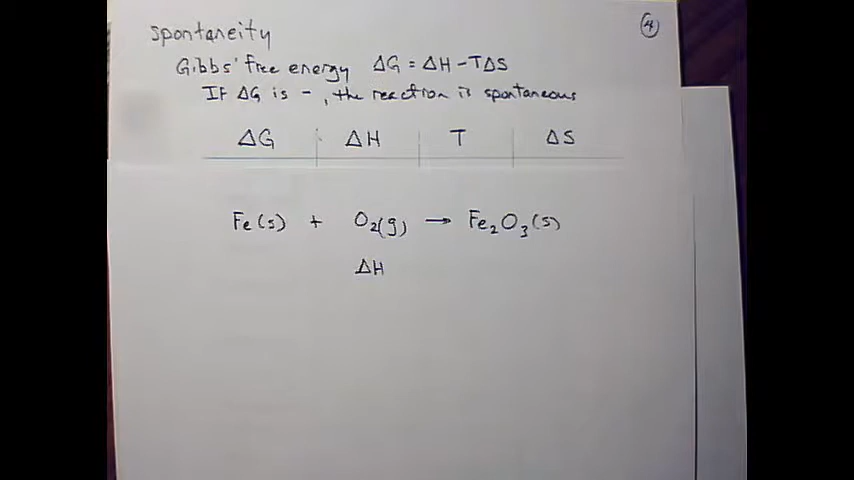 spontaneity
4
Gibbs' free energy ΔG = ΔH - TΔS
If ΔG is - , the reaction is spontaneous
ΔG ΔH T ΔS
Fe(s) + O₂(g) → Fe₂O₃(s)
ΔH